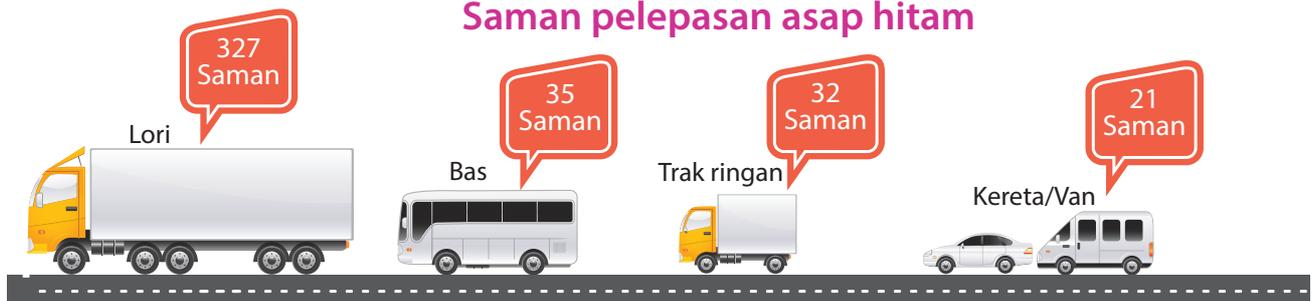 Saman pelepasan asap hitam
327
Saman
Lori
35
Saman
Bas
32
Saman
Trak ringan
21
Saman
Kereta/Van